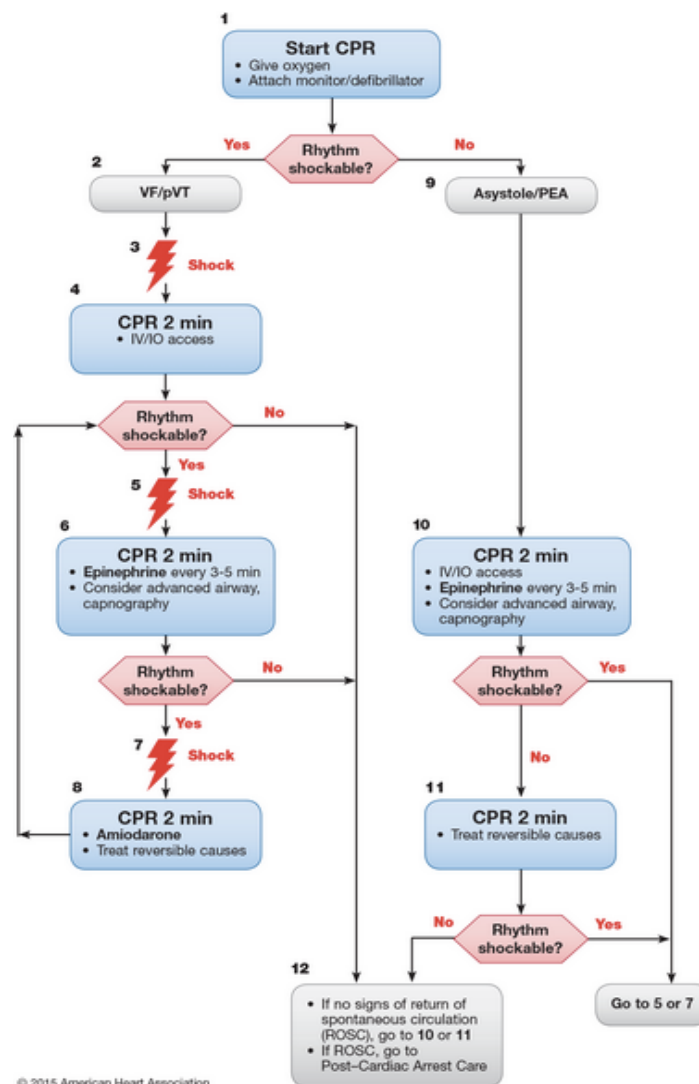 1
Start CPR
• Give oxygen
• Attach monitor/defibrillator
Rhythm
shockable?
Yes
No
2
VF/pVT
9
Asystole/PEA
3
Shock
4
CPR 2 min
• IV/IO access
Rhythm
shockable?
No
Yes
5
Shock
6
CPR 2 min
• Epinephrine every 3-5 min
• Consider advanced airway,
capnography
Rhythm
shockable?
No
Yes
7
Shock
8
CPR 2 min
• Amiodarone
• Treat reversible causes
10
CPR 2 min
• IV/IO access
• Epinephrine every 3-5 min
• Consider advanced airway,
capnography
Rhythm
shockable?
Yes
No
11
CPR 2 min
• Treat reversible causes
No
Rhythm
shockable?
Yes
12
• If no signs of return of
spontaneous circulation
(ROSC), go to 10 or 11
• If ROSC, go to
Post–Cardiac Arrest Care
Go to 5 or 7
© 2015 American Heart Association